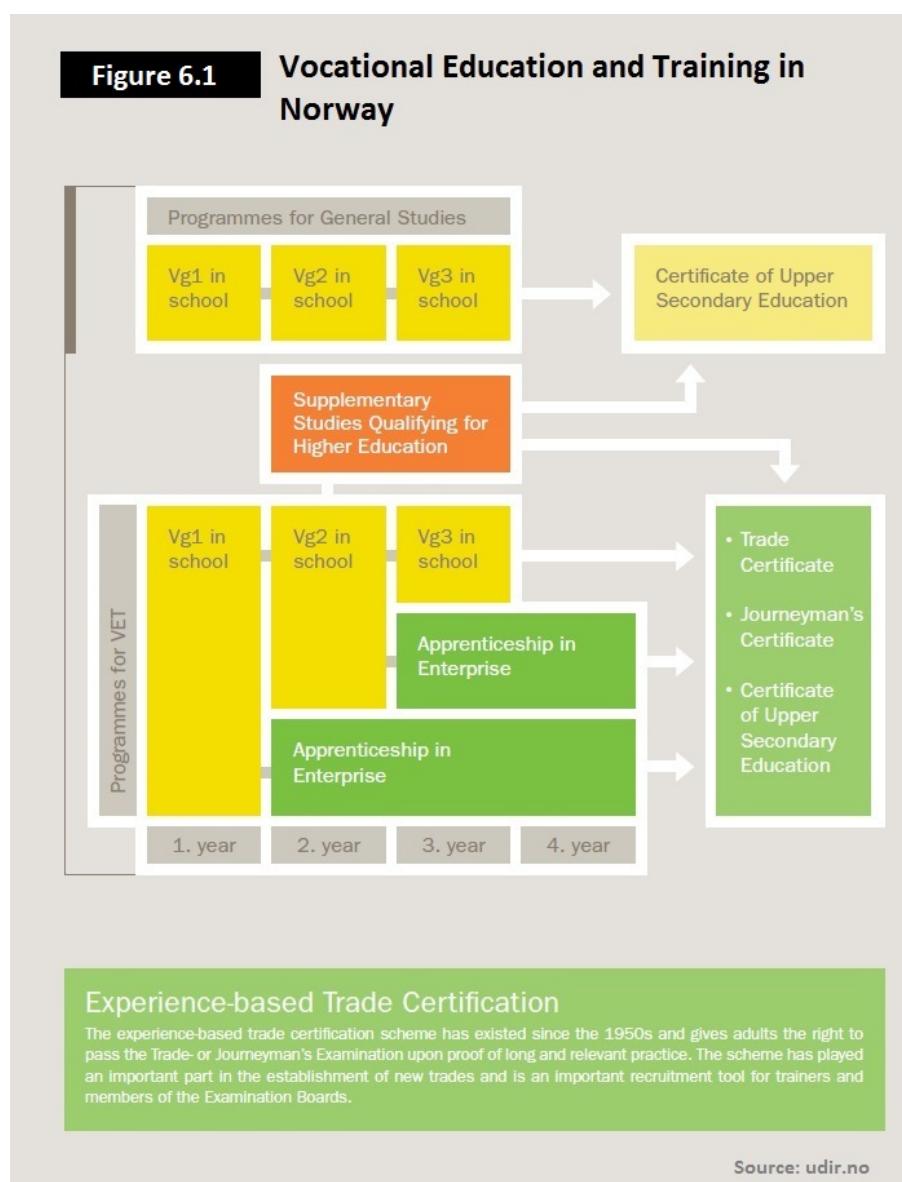 Figure 6.1
Vocational Education and Training in
Norway
Programmes for General Studies
Vg1 in
school
Vg2 in
school
Vg3 in
school
Certificate of Upper
Secondary Education
Supplementary
Studies Qualifying for
Higher Education
Programmes for VET
Vg1 in
school
Vg2 in
school
Vg3 in
school
Apprenticeship in
Enterprise
Apprenticeship in
Enterprise
• Trade
Certificate
• Journeyman's
Certificate
• Certificate
of Upper
Secondary
Education
1. year
2. year
3. year
4. year
Experience-based Trade Certification
The experience-based trade certification scheme has existed since the 1950s and gives adults the right to
pass the Trade- or Journeyman's Examination upon proof of long and relevant practice. The scheme has played
an important part in the establishment of new trades and is an important recruitment tool for trainers and
members of the Examination Boards.
Source: udir.no